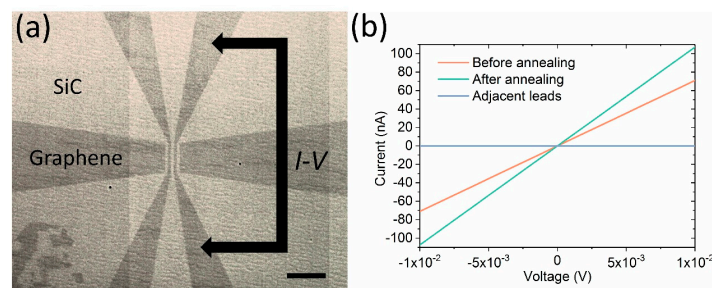 (a)
SiC
Graphene
I-V
(b)
Before annealing
After annealing
Adjacent leads
Current (nA)
100
80
60
40
20
0
-20
-40
-60
-80
-100
-1x10-2
-5x10-3
0
5x10-3
1x10-2
Voltage (V)